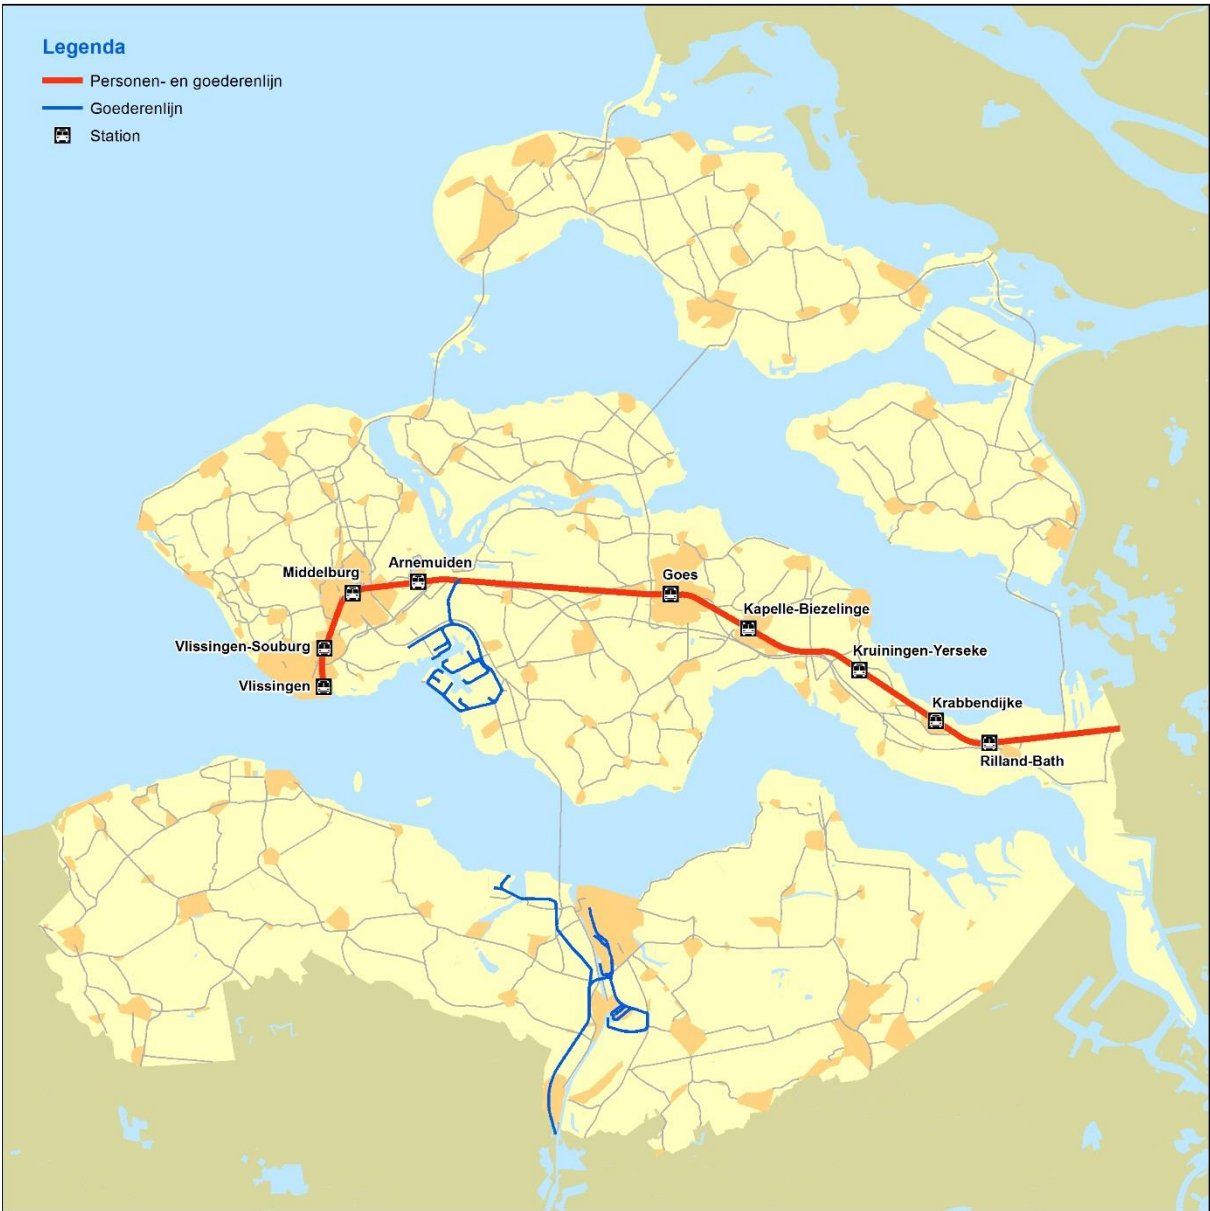 Legenda
Personen- en goederenlijn
Goederenlijn
Station
Arnemuiden
Middelburg
Goes
Kapelle-Biezelinge
Vlissingen-Souburg
Kruiningen-Yerseke
Vlissingen
Krabbendijke
Rilland-Bath